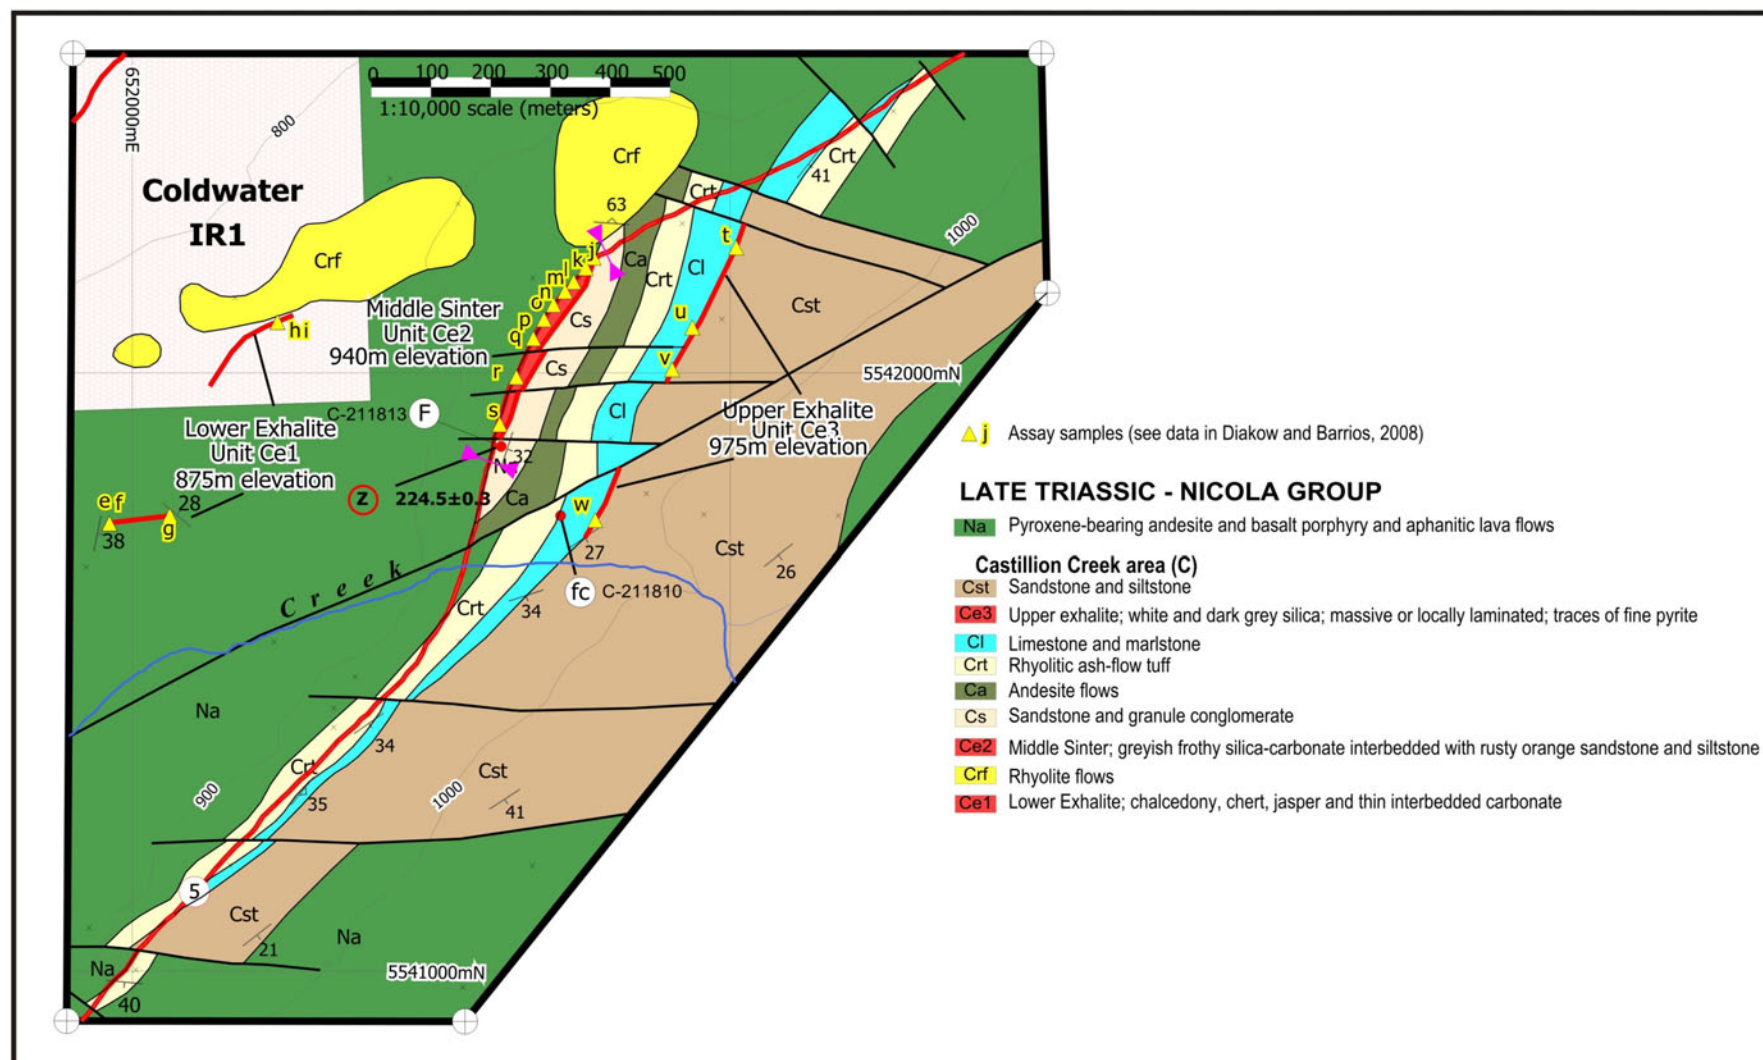 0 100 200 300 400 500
1:10,000 scale (meters)
652000mE
800
Coldwater
IR1
Crf
Crf
63
Crt
Crt
41
1000
Ca
Crt
Cl
Cst
Cs
Cs
Cl
j
k
l
m
n
o
p
q
r
s
t
u
v
w
hi
Middle Sinter
Unit Ce2
940m elevation
5542000mN
C-211813
F
Lower Exhalite
Unit Ce1
875m elevation
Upper Exhalite
Unit Ce3
975m elevation
32
Z
224.5±0.3
Ca
e f
g
28
38
27
Cst
26
Creek
fc
C-211810
Crt
34
Na
34
Crt
35
900
1000
Cst
41
5
Cst
21
Na
Na
40
5541000mN
j Assay samples (see data in Diakow and Barrios, 2008)
LATE TRIASSIC - NICOLA GROUP
Na Pyroxene-bearing andesite and basalt porphyry and aphanitic lava flows
Castillion Creek area (C)
Cst Sandstone and siltstone
Ce3 Upper exhalite; white and dark grey silica; massive or locally laminated; traces of fine pyrite
Cl Limestone and marlstone
Crt Rhyolitic ash-flow tuff
Ca Andesite flows
Cs Sandstone and granule conglomerate
Ce2 Middle Sinter; greyish frothy silica-carbonate interbedded with rusty orange sandstone and siltstone
Crf Rhyolite flows
Ce1 Lower Exhalite; chalcedony, chert, jasper and thin interbedded carbonate